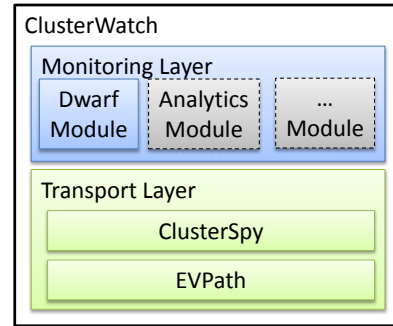 ClusterWatch
Monitoring Layer
Dwarf
Module
Analytics
Module
...
Module
Transport Layer
ClusterSpy
EVPath